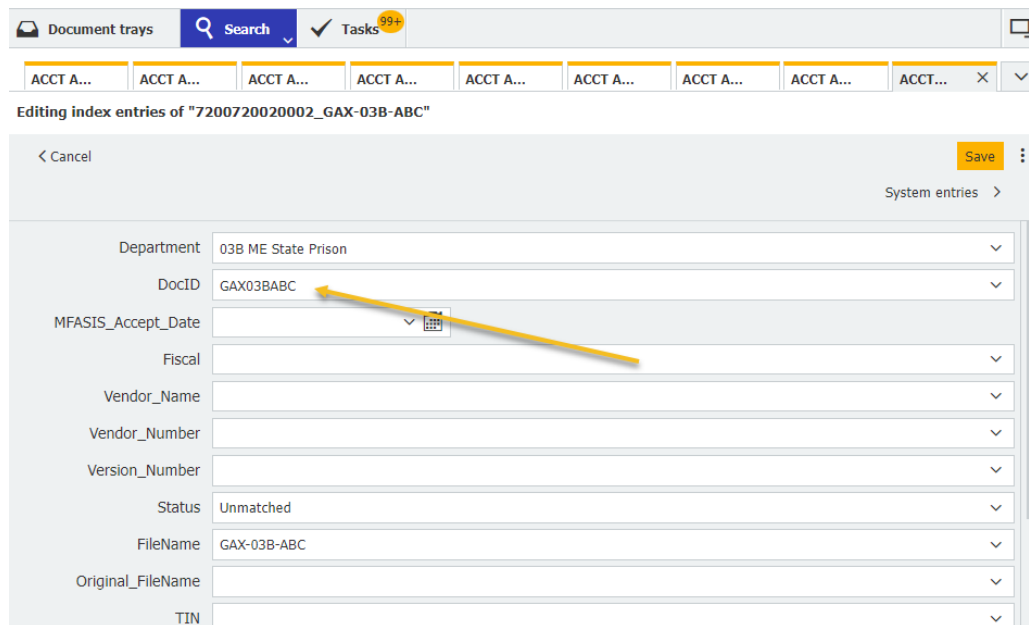 Document trays Search Tasks 99+
ACCT A... ACCT A... ACCT A... ACCT A... ACCT A... ACCT A... ACCT A... ACCT A... ACCT...
Editing index entries of "7200720020002_GAX-03B-ABC"
Cancel Save
System entries
Department 03B ME State Prison
DocID GAX03BABC
MFASIS_Accept_Date
Fiscal
Vendor_Name
Vendor_Number
Version_Number
Status Unmatched
FileName GAX-03B-ABC
Original_FileName
TIN